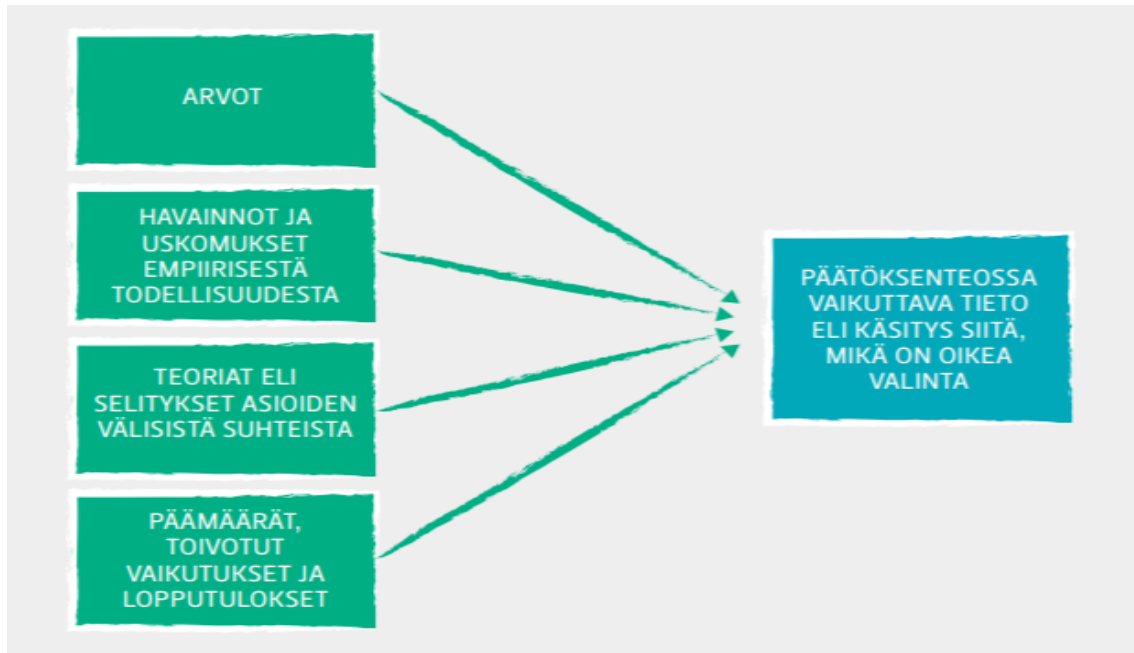 ARVOT
HAVAINNOT JA
USKOMUKSET
EMPIIRISESTÄ
TODELLISUUDESTA
TEORIAT ELI
SELITYKSET ASIOIDEN
VÄLISISTÄ SUHTEISTA
PÄÄMÄÄRÄT,
TOIVOTUT
VAIKUTUKSET JA
LOPPUTULOKSET
PÄÄTÖKSENTEOSSA
VAIKUTTAVA TIETO
ELI KÄSITYS SIITÄ,
MIKÄ ON OIKEA
VALINTA